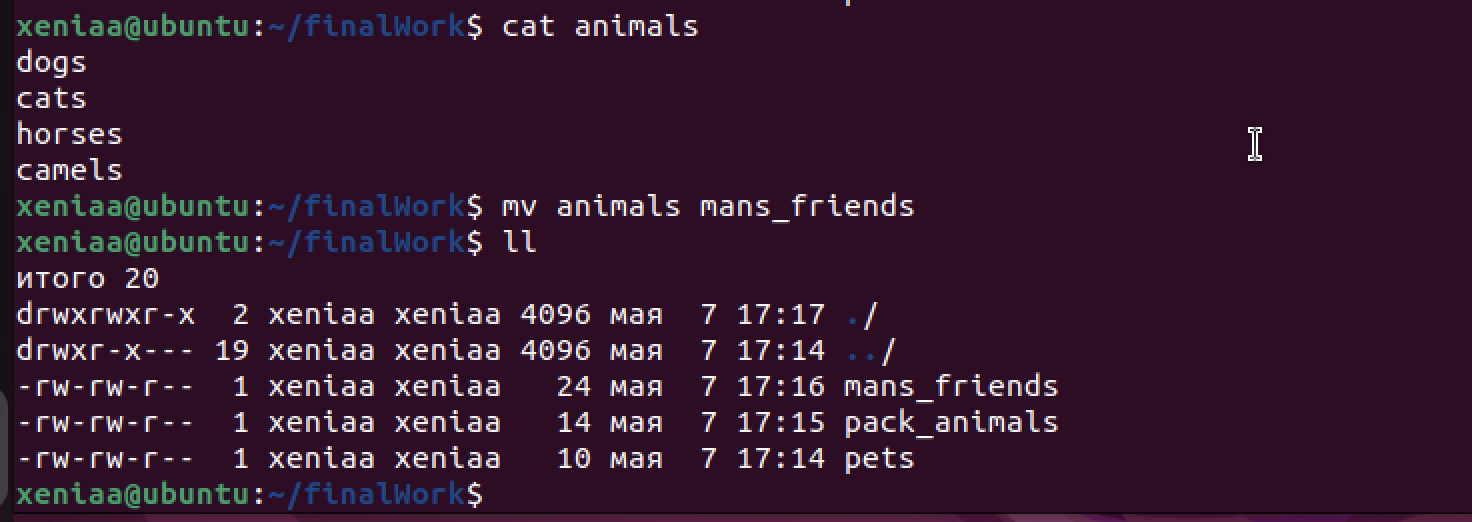 xeniaa@ubuntu:~/finalWork$ cat animals
dogs
cats
horses
camels
xeniaa@ubuntu:~/finalWork$ mv animals mans_friends
xeniaa@ubuntu:~/finalWork$ ll
итого 20
drwxrwxr-x  2 xeniaa xeniaa 4096 мая  7 17:17 ./
drwxr-x--- 19 xeniaa xeniaa 4096 мая  7 17:14 ../
-rw-rw-r--  1 xeniaa xeniaa   24 мая  7 17:16 mans_friends
-rw-rw-r--  1 xeniaa xeniaa   14 мая  7 17:15 pack_animals
-rw-rw-r--  1 xeniaa xeniaa   10 мая  7 17:14 pets
xeniaa@ubuntu:~/finalWork$